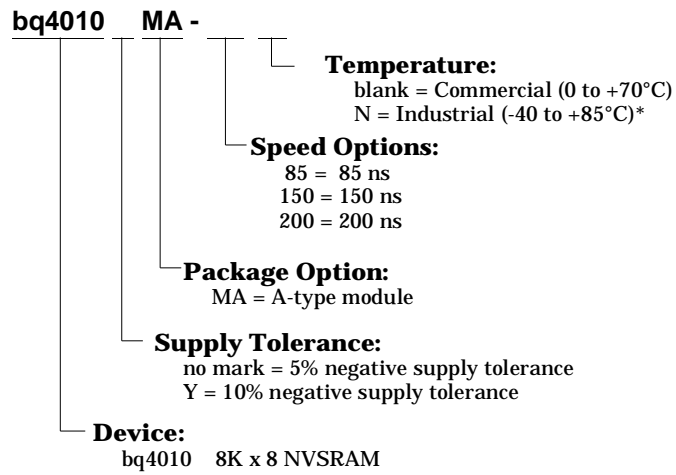 bq4010 MA -
Temperature:
blank = Commercial (0 to +70°C)
N = Industrial (-40 to +85°C)*
Speed Options:
85 = 85 ns
150 = 150 ns
200 = 200 ns
Package Option:
MA = A-type module
Supply Tolerance:
no mark = 5% negative supply tolerance
Y = 10% negative supply tolerance
Device:
bq4010 8K x 8 NVSRAM